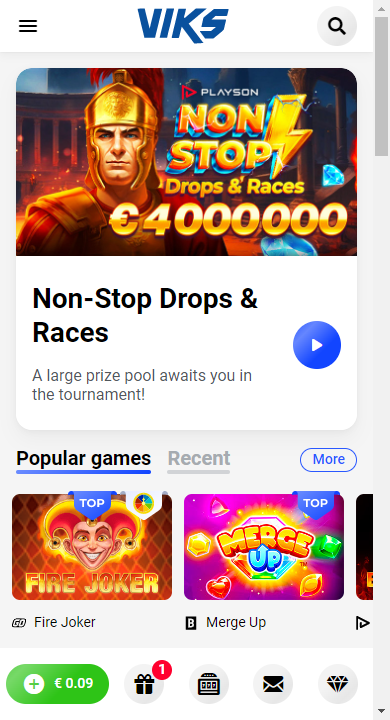 VIKS
PLAYSON
NON
STOP
Drops & Races
€4000000
Non-Stop Drops &
Races
A large prize pool awaits you in
the tournament!
Popular games
Recent
More
TOP
FIRE JOKER
TOP
MERGE
UP
TM
Fire Joker
Merge Up
€ 0.09
1